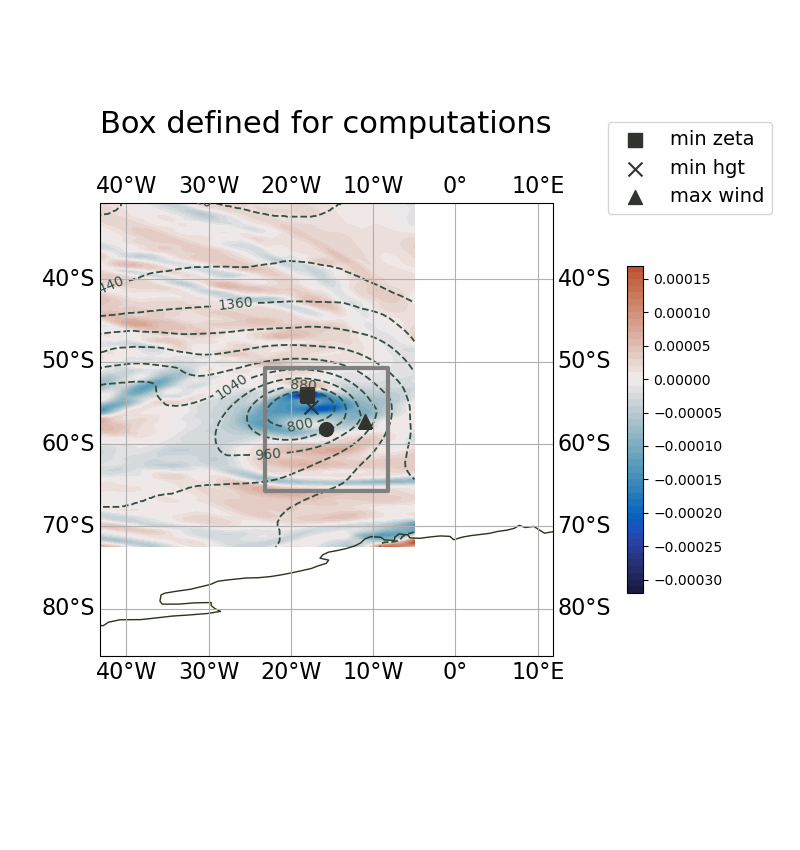 Box defined for computations
min zeta
min hgt
max wind
40°W 30°W 20°W 10°W 0° 10°E
40°S 40°S
50°S 50°S
60°S 60°S
70°S 70°S
80°S 80°S
40°W 30°W 20°W 10°W 0° 10°E
440
1360
1040
880
800
960
0.00015
0.00010
0.00005
0.00000
−0.00005
−0.00010
−0.00015
−0.00020
−0.00025
−0.00030